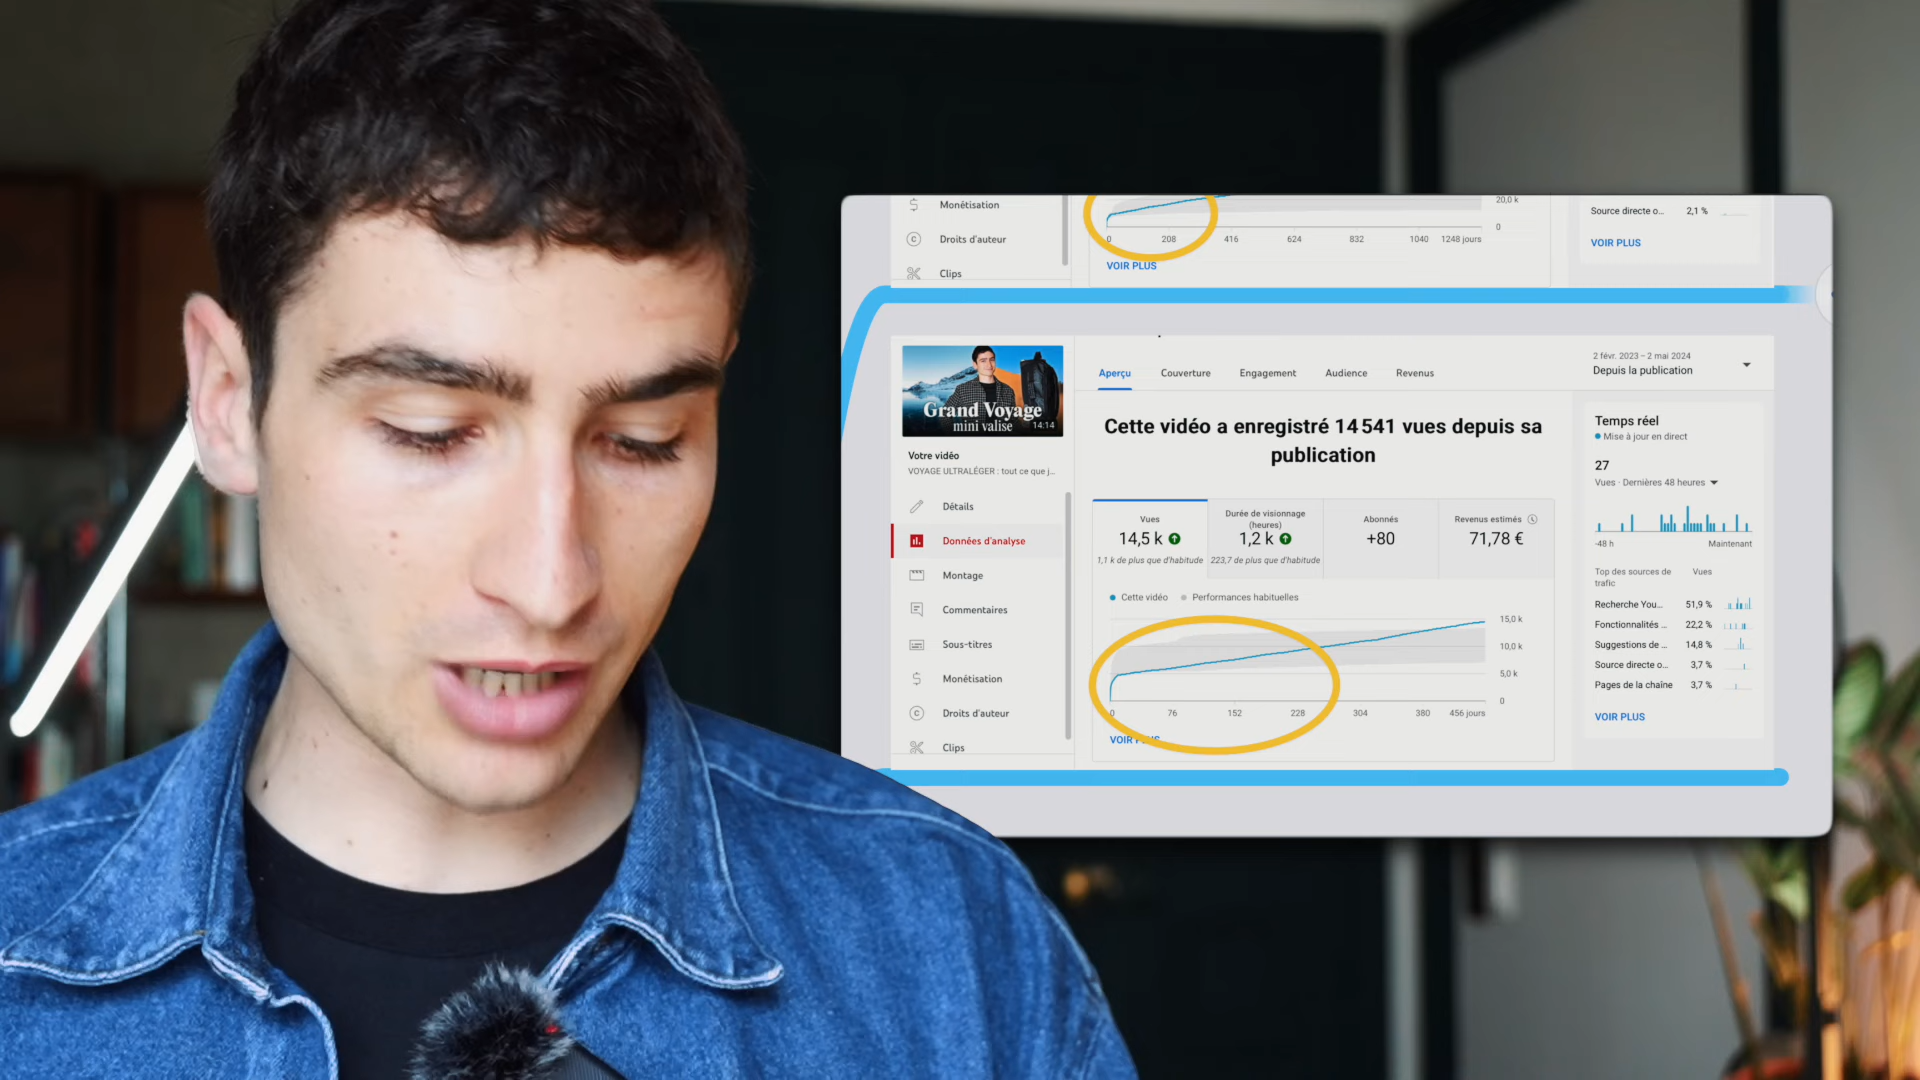 Monétisation
Droits d'auteur
Clips
20,0 k
0
0 208 416 624 832 1040 1248 jours
VOIR PLUS
Source directe o... 2,1 %
VOIR PLUS
Grand Voyage
mini valise
14:14
Votre vidéo
VOYAGE ULTRALÉGER : tout ce que j...
Détails
Données d'analyse
Montage
Commentaires
Sous-titres
Monétisation
Droits d'auteur
Clips
Aperçu Couverture Engagement Audience Revenus
2 févr. 2023 – 2 mai 2024
Depuis la publication
Cette vidéo a enregistré 14 541 vues depuis sa
publication
Vues
14,5 k
1,1 k de plus que d'habitude
Durée de visionnage
(heures)
1,2 k
223,7 de plus que d'habitude
Abonnés
+80
Revenus estimés
71,78 €
Cette vidéo Performances habituelles
15,0 k
10,0 k
5,0 k
0
0 76 152 228 304 380 456 jours
VOIR PLUS
Temps réel
Mise à jour en direct
27
Vues · Dernières 48 heures
-48 h Maintenant
Top des sources de
trafic
Vues
Recherche You... 51,9 %
Fonctionnalités ... 22,2 %
Suggestions de ... 14,8 %
Source directe o... 3,7 %
Pages de la chaîne 3,7 %
VOIR PLUS